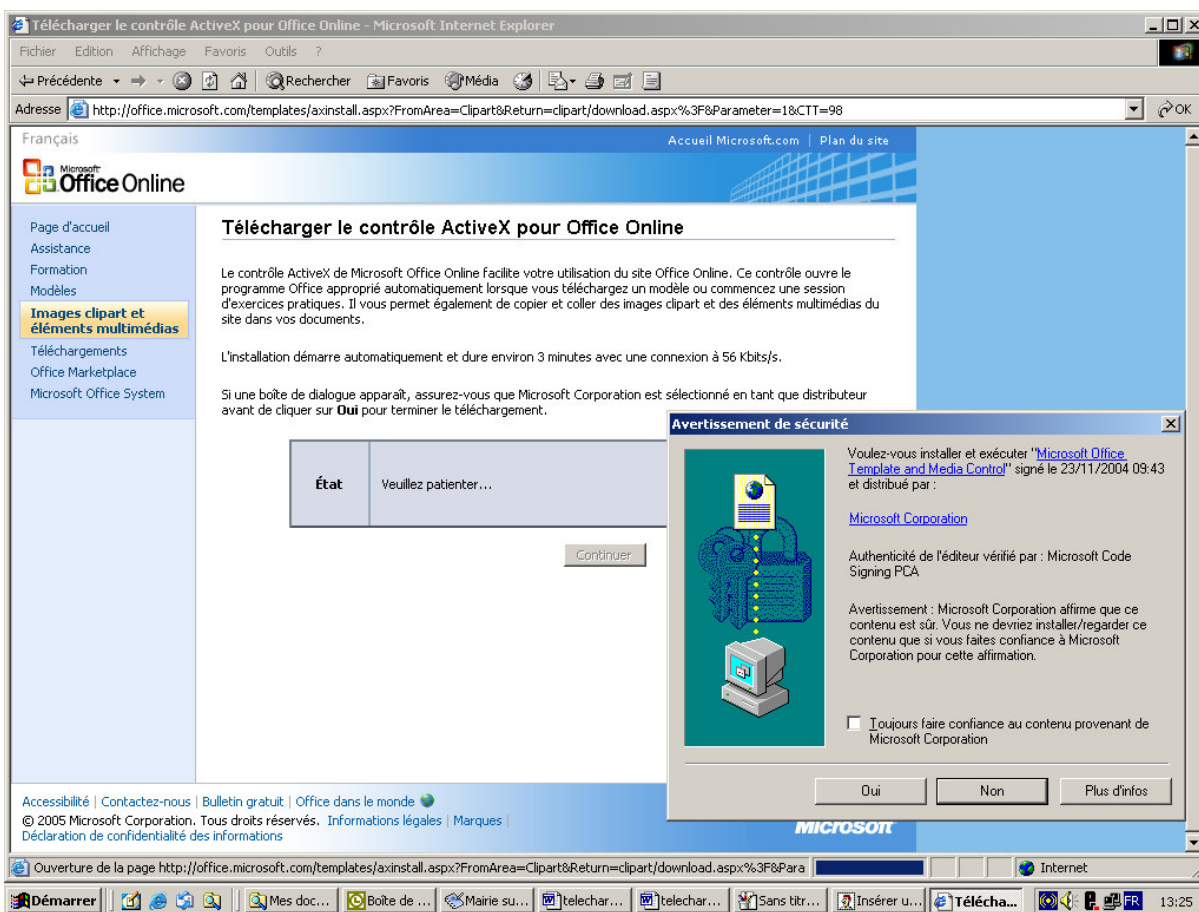 Télécharger le contrôle ActiveX pour Office Online - Microsoft Internet Explorer
Fichier Edition Affichage Favoris Outils ?
Précédente Rechercher Favoris Média
Adresse http://office.microsoft.com/templates/axinstall.aspx?FromArea=Clipart&Return=clipart/download.aspx%3F&Parameter=1&CTT=98 OK
Français Accueil Microsoft.com | Plan du site
Microsoft
Office Online
Page d'accueil
Assistance
Formation
Modèles
Images clipart et
éléments multimédias
Téléchargements
Office Marketplace
Microsoft Office System
Télécharger le contrôle ActiveX pour Office Online
Le contrôle ActiveX de Microsoft Office Online facilite votre utilisation du site Office Online. Ce contrôle ouvre le
programme Office approprié automatiquement lorsque vous téléchargez un modèle ou commencez une session
d'exercices pratiques. Il vous permet également de copier et coller des images clipart et des éléments multimédias du
site dans vos documents.
L'installation démarre automatiquement et dure environ 3 minutes avec une connexion à 56 Kbits/s.
Si une boîte de dialogue apparaît, assurez-vous que Microsoft Corporation est sélectionné en tant que distributeur
avant de cliquer sur Oui pour terminer le téléchargement.
État Veuillez patienter...
Continuer
Avertissement de sécurité
Voulez-vous installer et exécuter "Microsoft Office
Template and Media Control" signé le 23/11/2004 09:43
et distribué par :
Microsoft Corporation
Authenticité de l'éditeur vérifié par : Microsoft Code
Signing PCA
Avertissement : Microsoft Corporation affirme que ce
contenu est sûr. Vous ne devriez installer/regarder ce
contenu que si vous faites confiance à Microsoft
Corporation pour cette affirmation.
Toujours faire confiance au contenu provenant de
Microsoft Corporation
Oui Non Plus d'infos
Accessibilité | Contactez-nous | Bulletin gratuit | Office dans le monde
© 2005 Microsoft Corporation. Tous droits réservés. Informations légales | Marques |
Déclaration de confidentialité des informations
Microsoft
Ouverture de la page http://office.microsoft.com/templates/axinstall.aspx?FromArea=Clipart&Return=clipart/download.aspx%3F&Para Internet
Démarrer Mes doc... Boîte de ... Mairie su... telechar... telechar... Sans titr... Insérer u... Télécha... FR 13:25